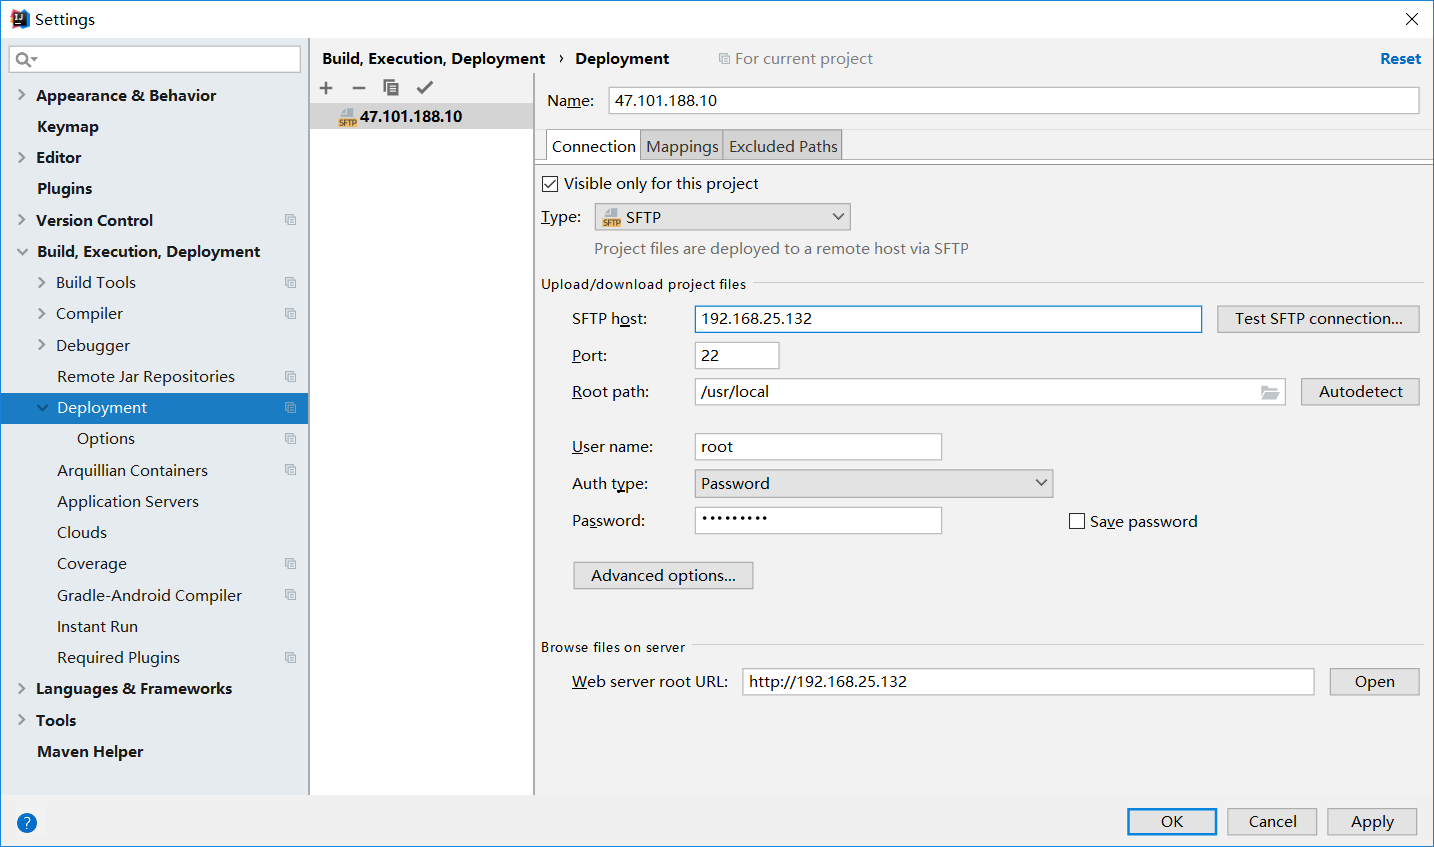 Settings
Build, Execution, Deployment › Deployment For current project Reset
Appearance & Behavior
Keymap
Editor
Plugins
Version Control
Build, Execution, Deployment
Build Tools
Compiler
Debugger
Remote Jar Repositories
Deployment
Options
Arquillian Containers
Application Servers
Clouds
Coverage
Gradle-Android Compiler
Instant Run
Required Plugins
Languages & Frameworks
Tools
Maven Helper
SFTP 47.101.188.10
Name: 47.101.188.10
Connection Mappings Excluded Paths
Visible only for this project
Type: SFTP SFTP
Project files are deployed to a remote host via SFTP
Upload/download project files
SFTP host: 192.168.25.132 Test SFTP connection...
Port: 22
Root path: /usr/local Autodetect
User name: root
Auth type: Password
Password: ••••••••• Save password
Advanced options...
Browse files on server
Web server root URL: http://192.168.25.132 Open
? OK Cancel Apply